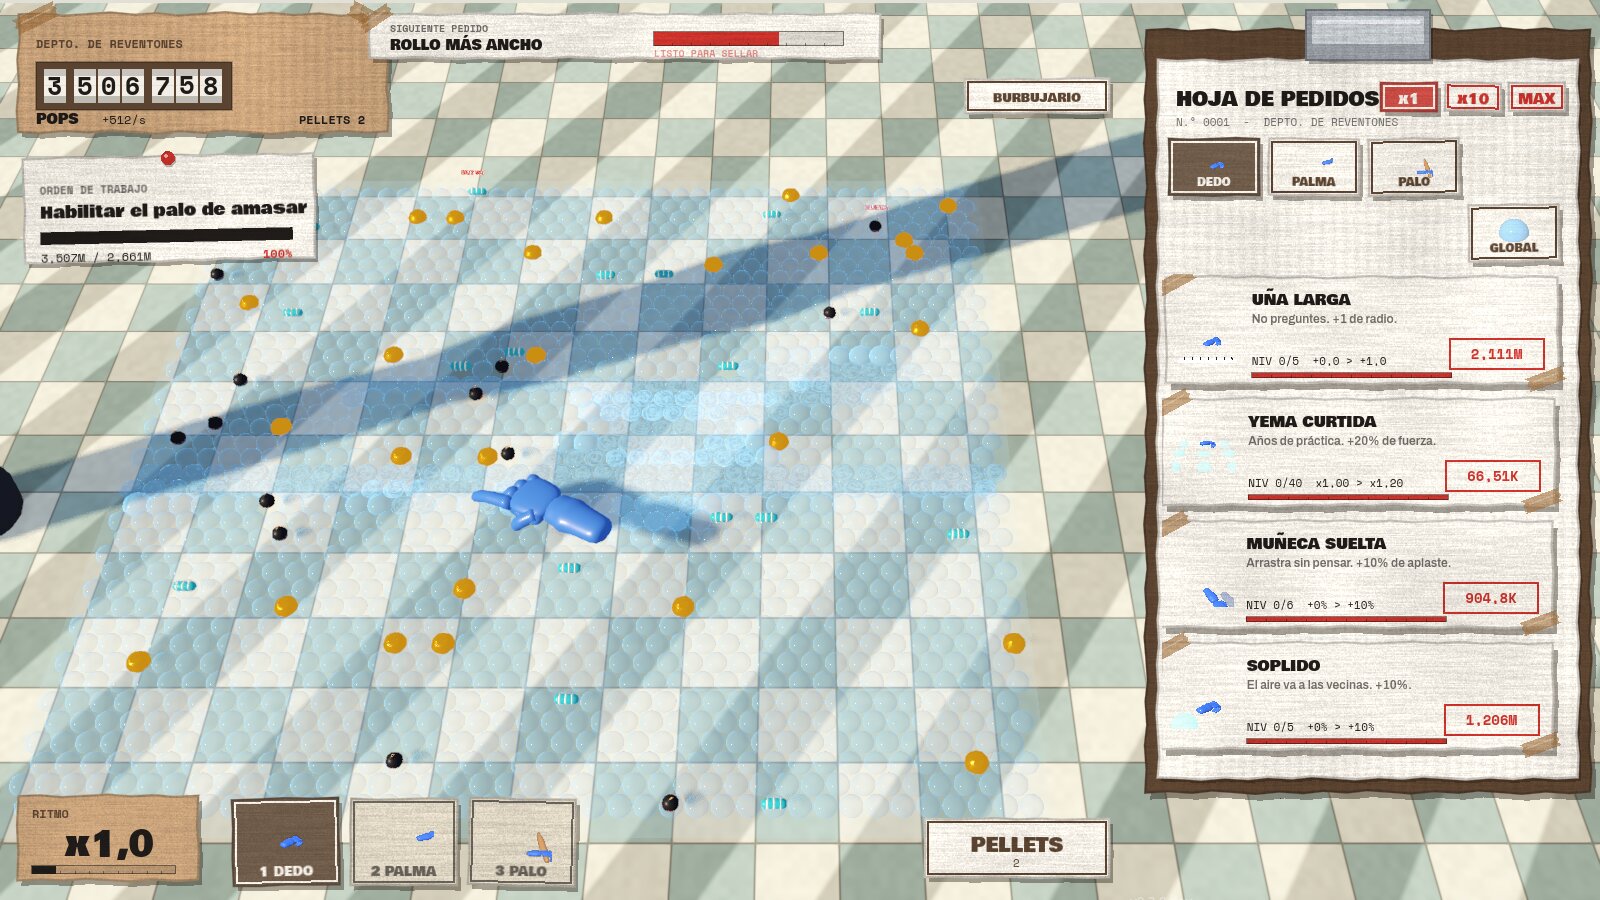 DEPTO. DE REVENTONES
3 506 758
POPS +512/s PELLETS 2
SIGUIENTE PEDIDO
ROLLO MÁS ANCHO
LISTO PARA SELLAR
BURBUJARIO
ORDEN DE TRABAJO
Habilitar el palo de amasar
3,507M / 2,661M 100%
HOJA DE PEDIDOS x1 x10 MAX
N.° 0001 - DEPTO. DE REVENTONES
DEDO PALMA PALO
GLOBAL
UÑA LARGA
No preguntes. +1 de radio.
NIV 0/5 +0,0 > +1,0 2,111M
YEMA CURTIDA
Años de práctica. +20% de fuerza.
NIV 0/40 x1,00 > x1,20 66,51K
MUÑECA SUELTA
Arrastra sin pensar. +10% de aplaste.
NIV 0/6 +0% > +10% 904,8K
SOPLIDO
El aire va a las vecinas. +10%.
NIV 0/5 +0% > +10% 1,206M
RITMO
x1,0
1 DEDO 2 PALMA 3 PALO
PELLETS
2